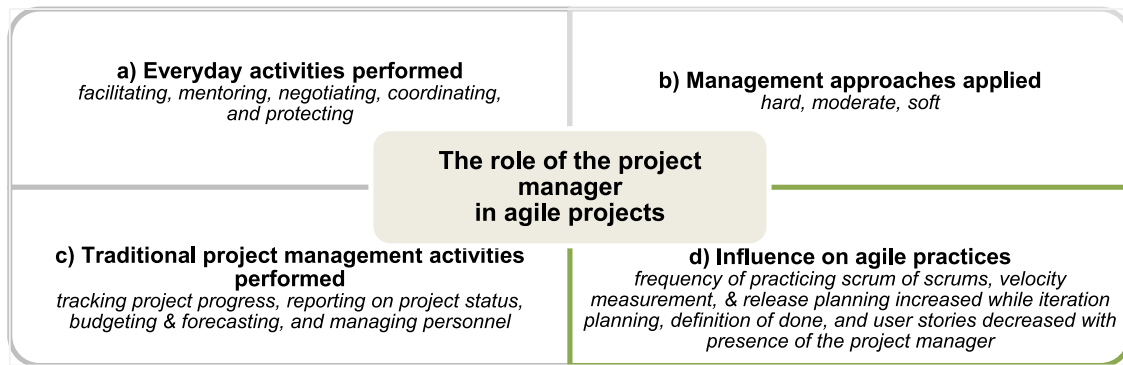 a) Everyday activities performed
facilitating, mentoring, negotiating, coordinating,
and protecting
b) Management approaches applied
hard, moderate, soft
The role of the project
manager
in agile projects
c) Traditional project management activities
performed
tracking project progress, reporting on project status,
budgeting & forecasting, and managing personnel
d) Influence on agile practices
frequency of practicing scrum of scrums, velocity
measurement, & release planning increased while iteration
planning, definition of done, and user stories decreased with
presence of the project manager